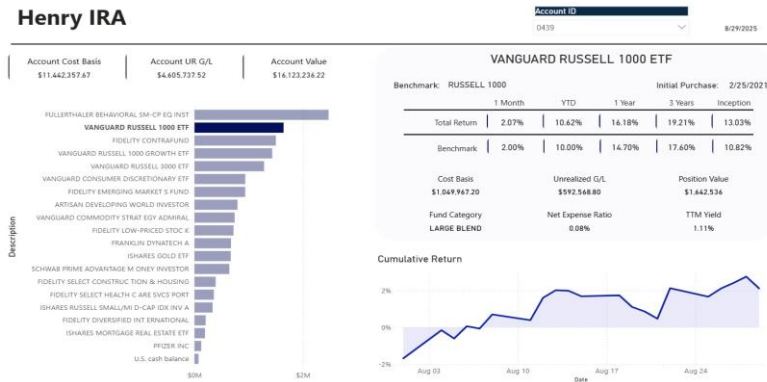 Henry IRA
Account ID
0439
8/29/2025
Account Cost Basis
$11,442,357.67
Account UR G/L
$4,605,737.52
Account Value
$16,123,236.22
FULLERTHALER BEHAVIORAL SM-CP EQ INST
VANGUARD RUSSELL 1000 ETF
FIDELITY CONTRAFUND
VANGUARD RUSSELL 1000 GROWTH ETF
VANGUARD RUSSELL 3000 ETF
VANGUARD CONSUMER DISCRETIONARY ETF
FIDELITY EMERGING MARKET S FUND
ARTISAN DEVELOPING WORLD INVESTOR
VANGUARD COMMODITY STRAT EGY ADMIRAL
FIDELITY LOW-PRICED STOC K
FRANKLIN DYNATECH A
ISHARES GOLD ETF
SCHWAB PRIME ADVANTAGE M ONEY INVESTOR
FIDELITY SELECT CONSTRUC TION & HOUSING
FIDELITY SELECT HEALTH C ARE SVCS PORT
ISHARES RUSSELL SMALL/MI D-CAP IDX INV A
FIDELITY DIVERSIFIED INT ERNATIONAL
ISHARES MORTGAGE REAL ESTATE ETF
PFIZER INC
U.S. cash balance
Description
$0M $2M
VANGUARD RUSSELL 1000 ETF
Benchmark: RUSSELL 1000 Initial Purchase: 2/25/2021
1 Month YTD 1 Year 3 Years Inception
Total Return 2.07% 10.62% 16.18% 19.21% 13.03%
Benchmark 2.00% 10.00% 14.70% 17.60% 10.82%
Cost Basis Unrealized G/L Position Value
$1,049,967.20 $592,568.80 $1,642,536
Fund Category Net Expense Ratio TTM Yield
LARGE BLEND 0.08% 1.11%
Cumulative Return
2%
0%
-2%
Aug 03 Aug 10 Aug 17 Aug 24
Date